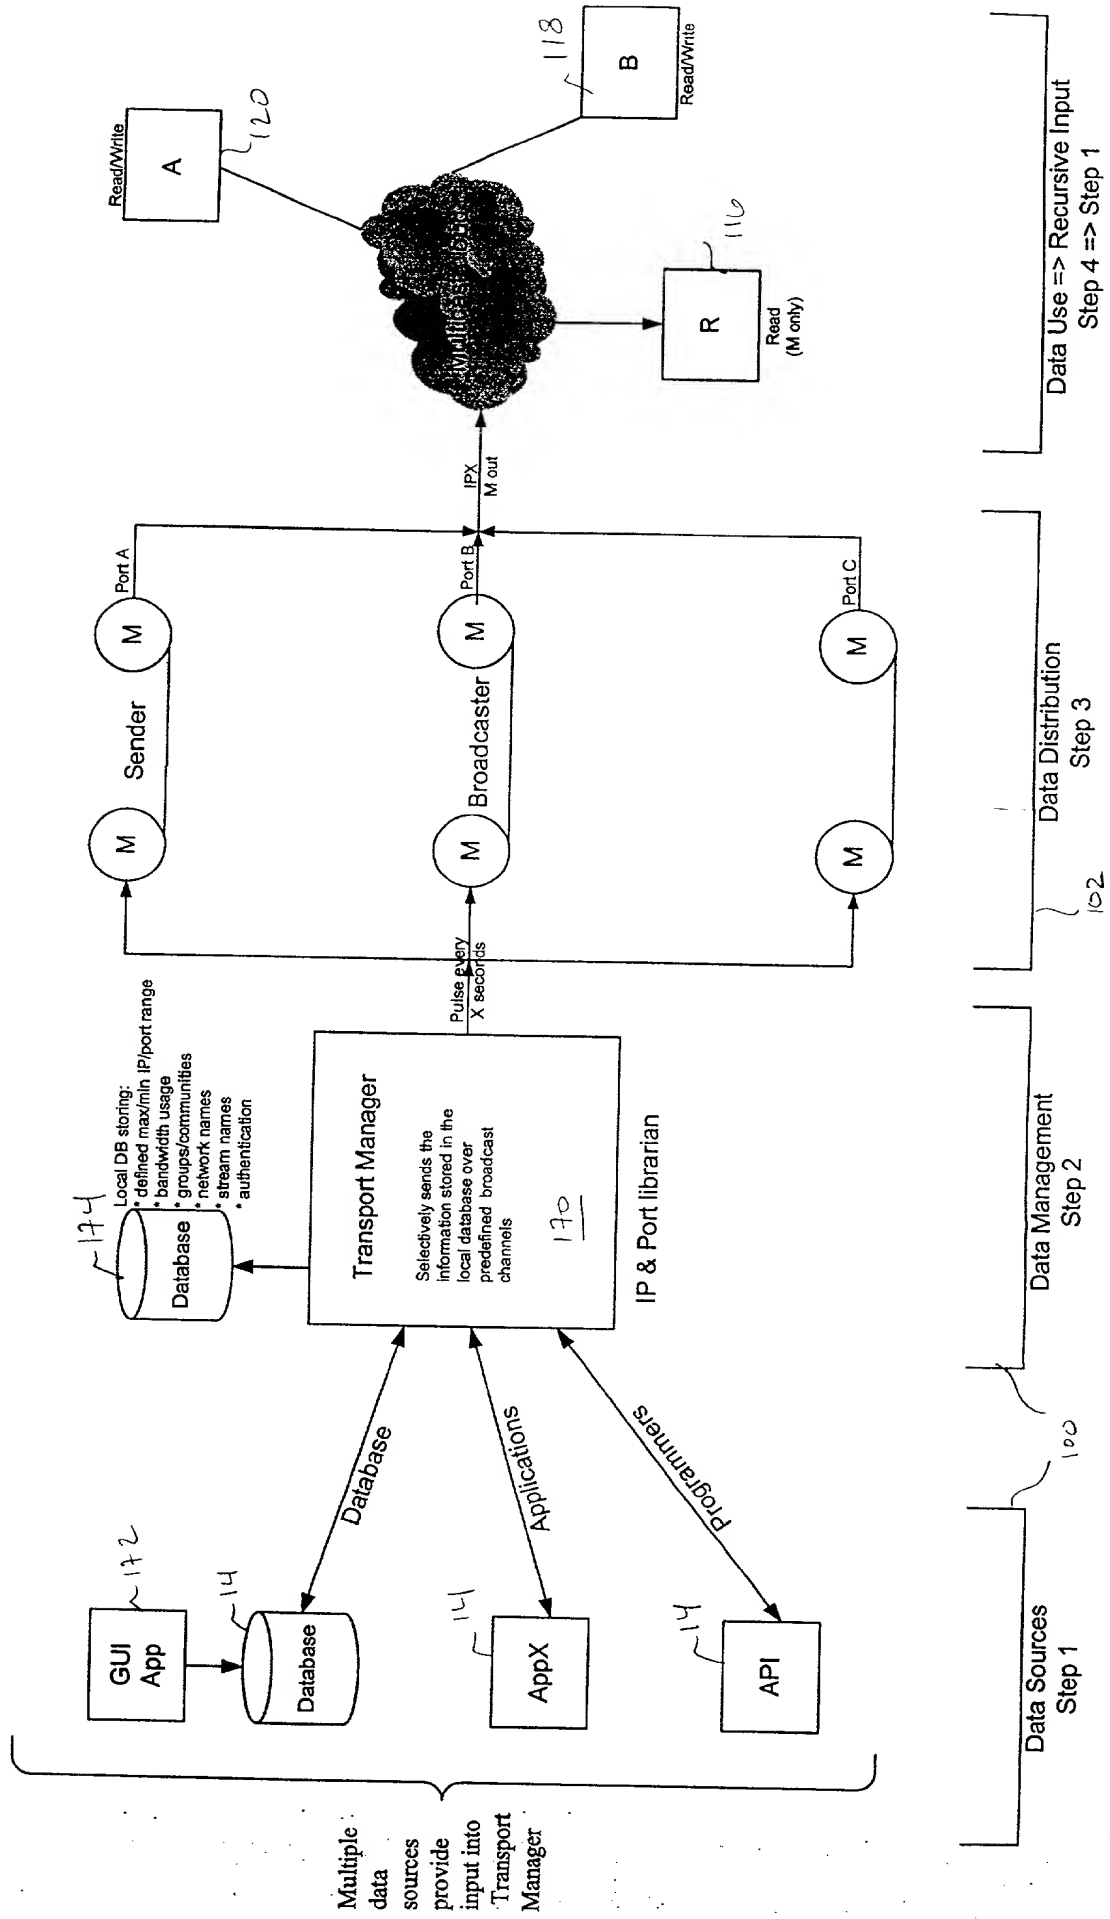 Multiple
data
sources
provide
input into
Transport
Manager
GUI
App
172
14
Database
14
AppX
14
API
Database
Applications
Programmers
174
Database
Local DB storing:
* defined max/min IP/port range
* bandwidth usage
* groups/communities
* network names
* stream names
* authentication
Transport Manager
Selectively sends the
information stored in the
local database over
predefined broadcast
channels
170
IP & Port librarian
Pulse every
X seconds
M
Sender
M
Port A
M
Broadcaster
M
Port B
M
M
Port C
IPX
M out
Multicast Cloud
Read/Write
A
120
118
B
Read/Write
R
116
Read
(M only)
Data Sources
Step 1
100
Data Management
Step 2
Data Distribution
Step 3
102
Data Use => Recursive Input
Step 4 => Step 1